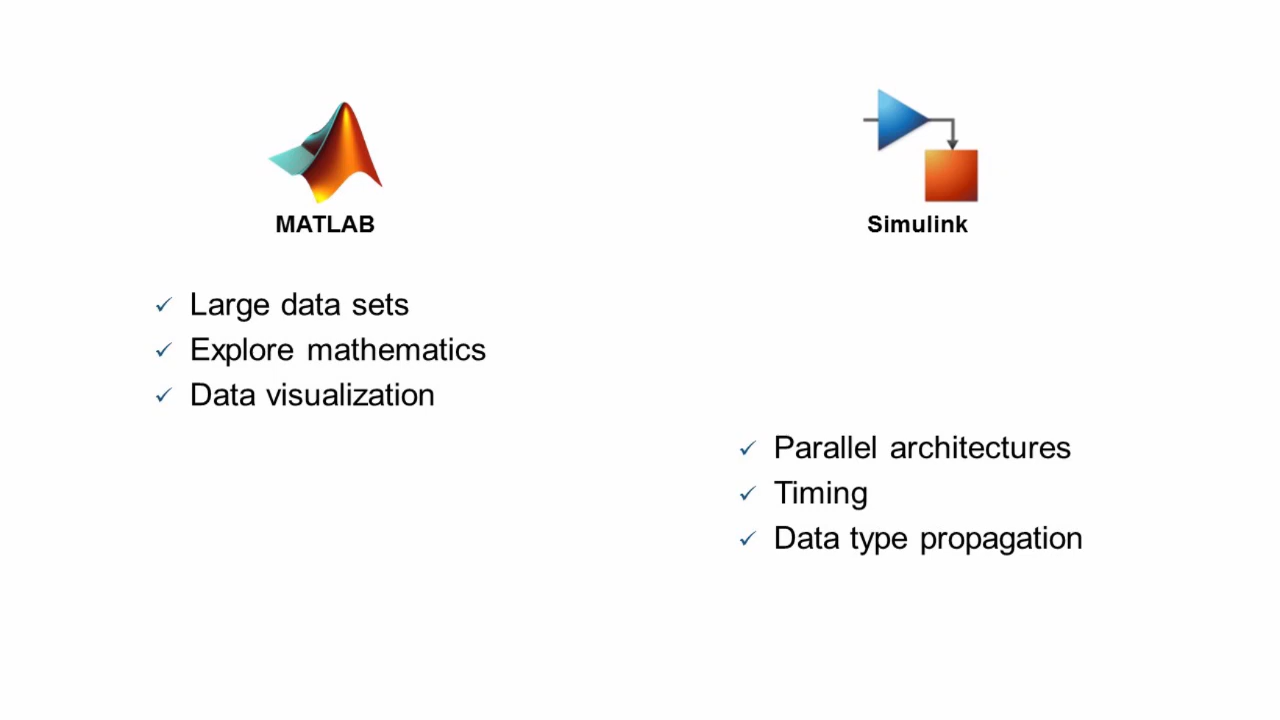 MATLAB
Simulink
Large data sets
Explore mathematics
Data visualization
Parallel architectures
Timing
Data type propagation